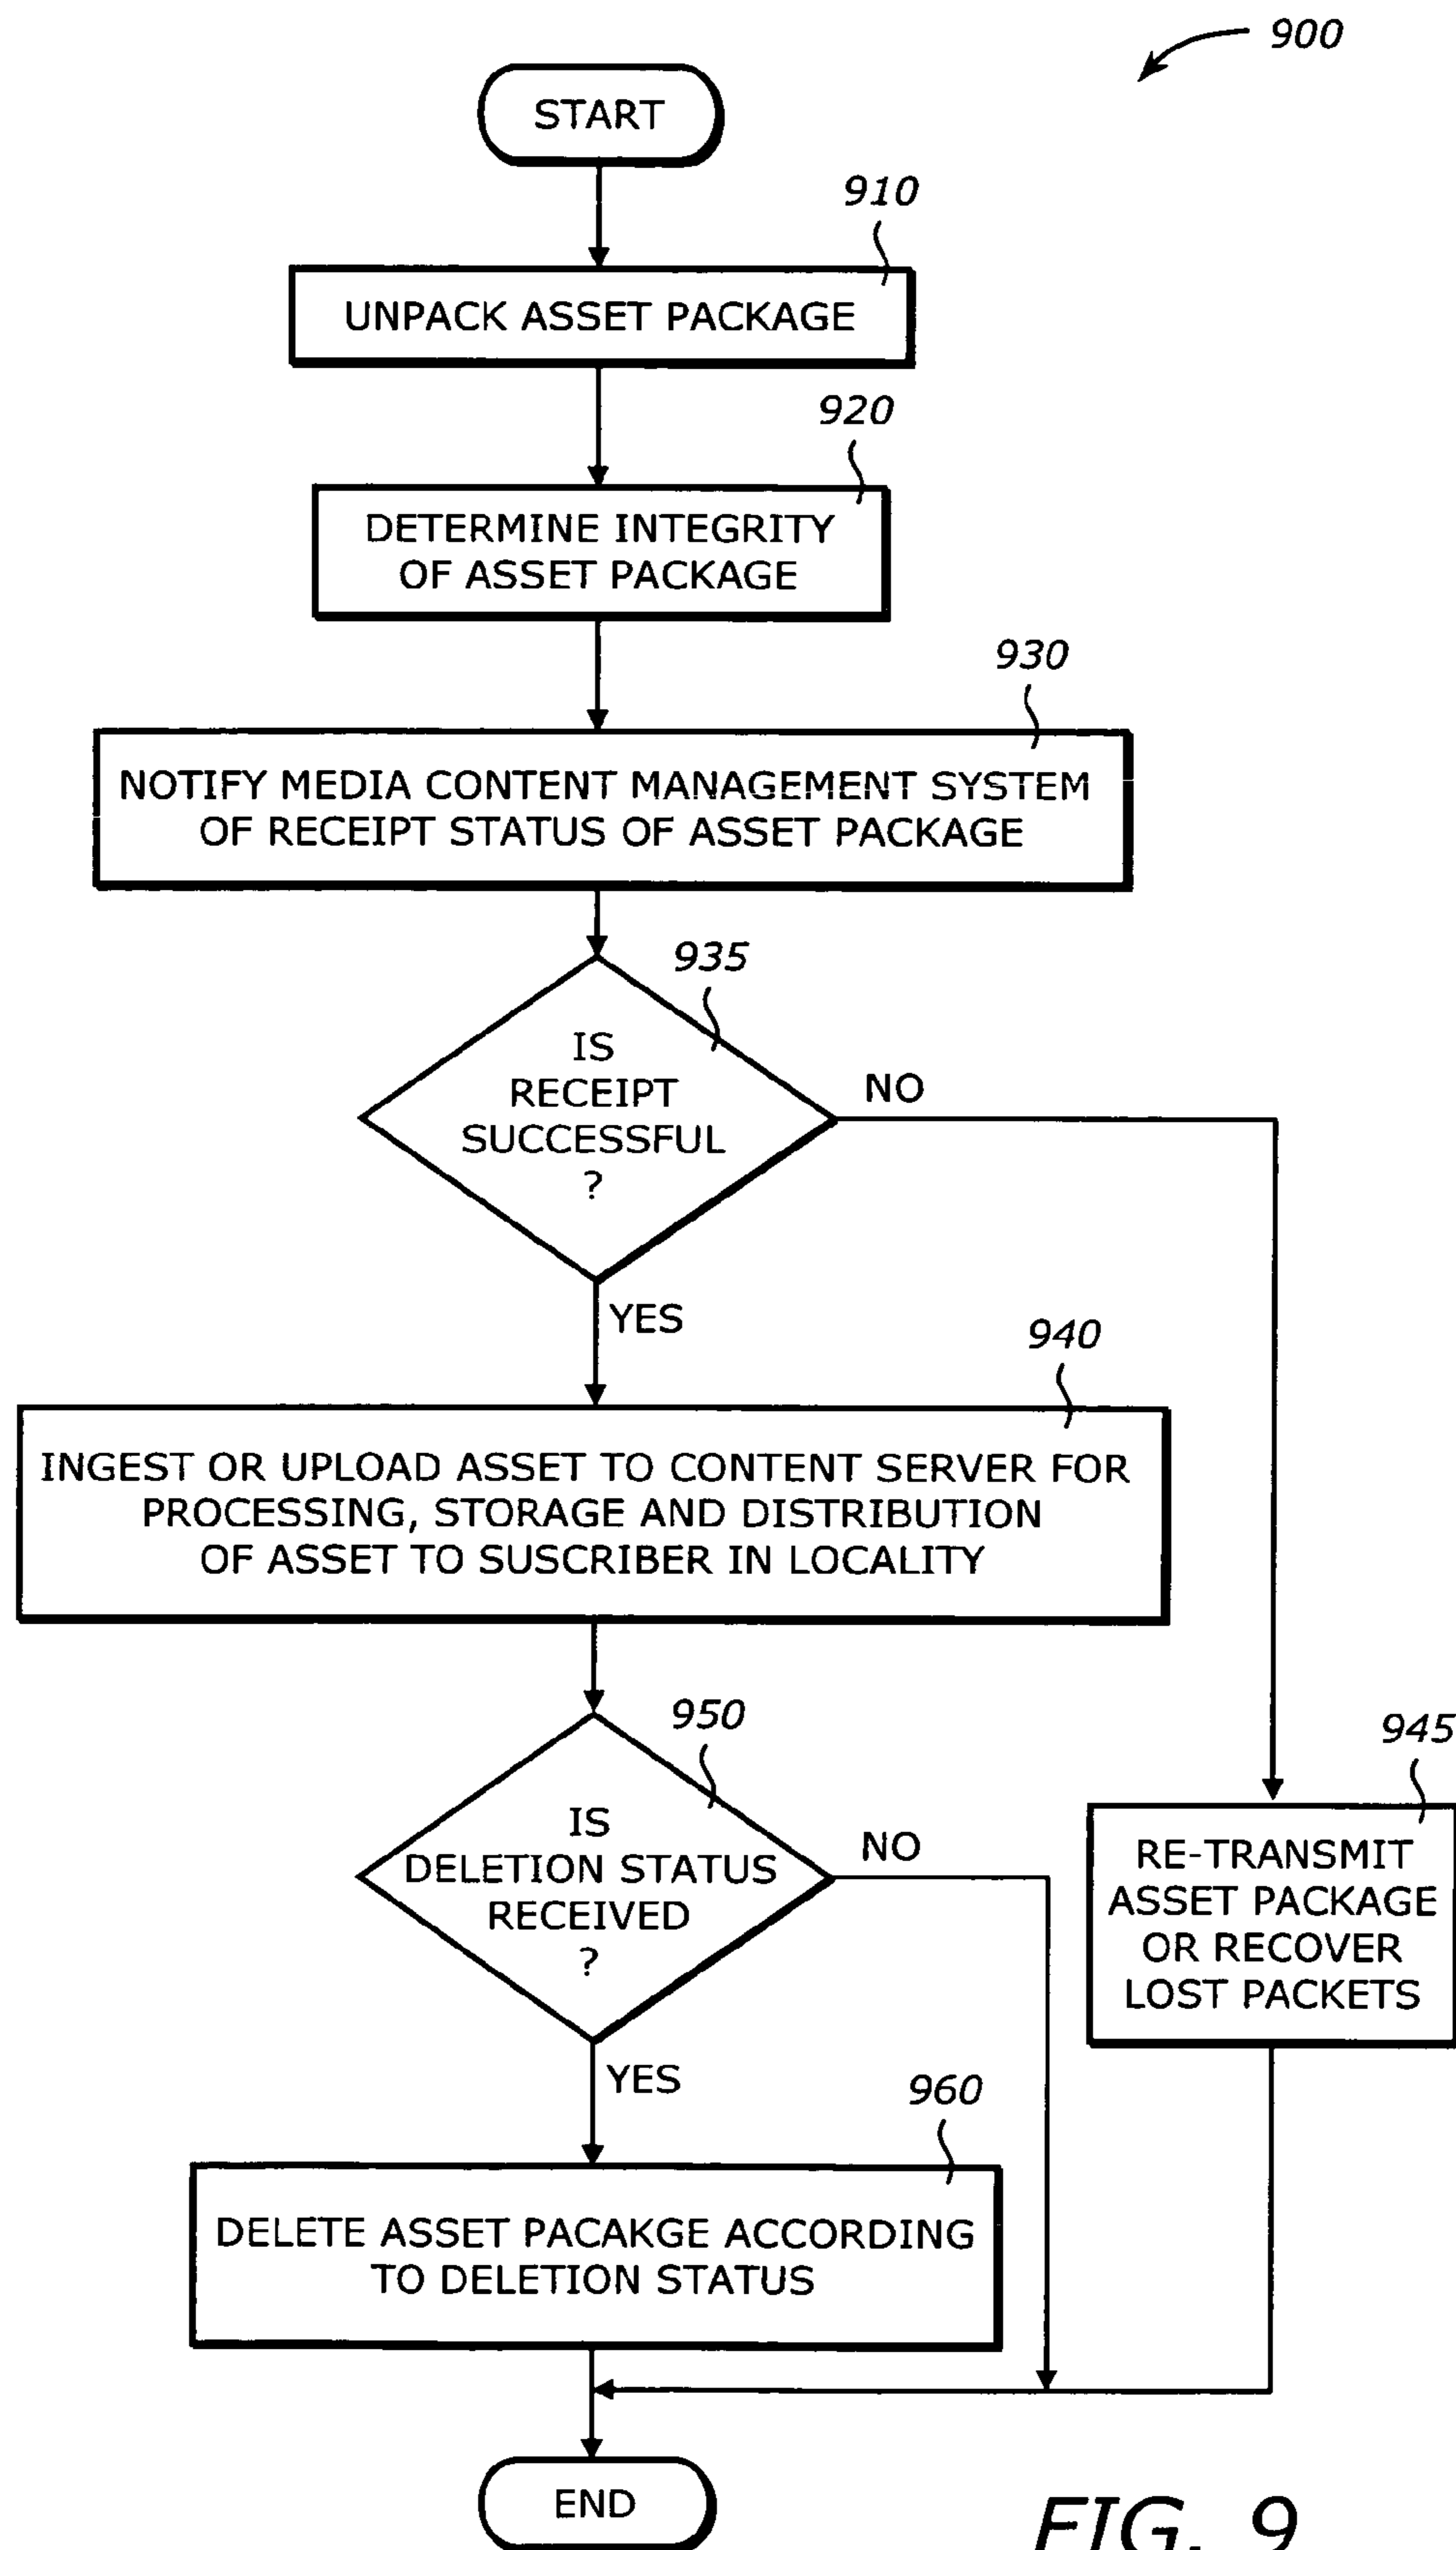 900
START
910
UNPACK ASSET PACKAGE
920
DETERMINE INTEGRITY
OF ASSET PACKAGE
930
NOTIFY MEDIA CONTENT MANAGEMENT SYSTEM
OF RECEIPT STATUS OF ASSET PACKAGE
935
IS
RECEIPT
SUCCESSFUL
?
NO
YES
940
INGEST OR UPLOAD ASSET TO CONTENT SERVER FOR
PROCESSING, STORAGE AND DISTRIBUTION
OF ASSET TO SUSCRIBER IN LOCALITY
950
IS
DELETION STATUS
RECEIVED
?
NO
945
RE-TRANSMIT
ASSET PACKAGE
OR RECOVER
LOST PACKETS
YES
960
DELETE ASSET PACAKGE ACCORDING
TO DELETION STATUS
END
FIG. 9